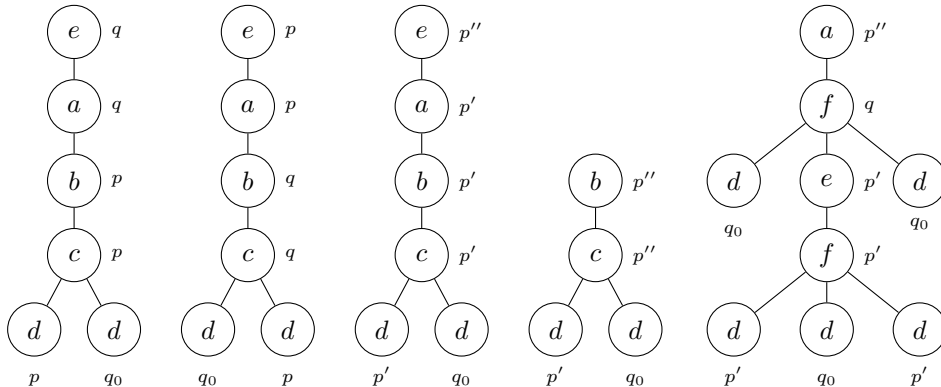 e q e p e p′′ a p′′
a q a p a p′ f q
b p b q b p′ b p′′ d e p′ d
q₀ q₀
c p c q c p′ c p′′ f p′
d d d d d d d d d d d
p q₀ q₀ p p′ q₀ p′ q₀ p′ q₀ p′